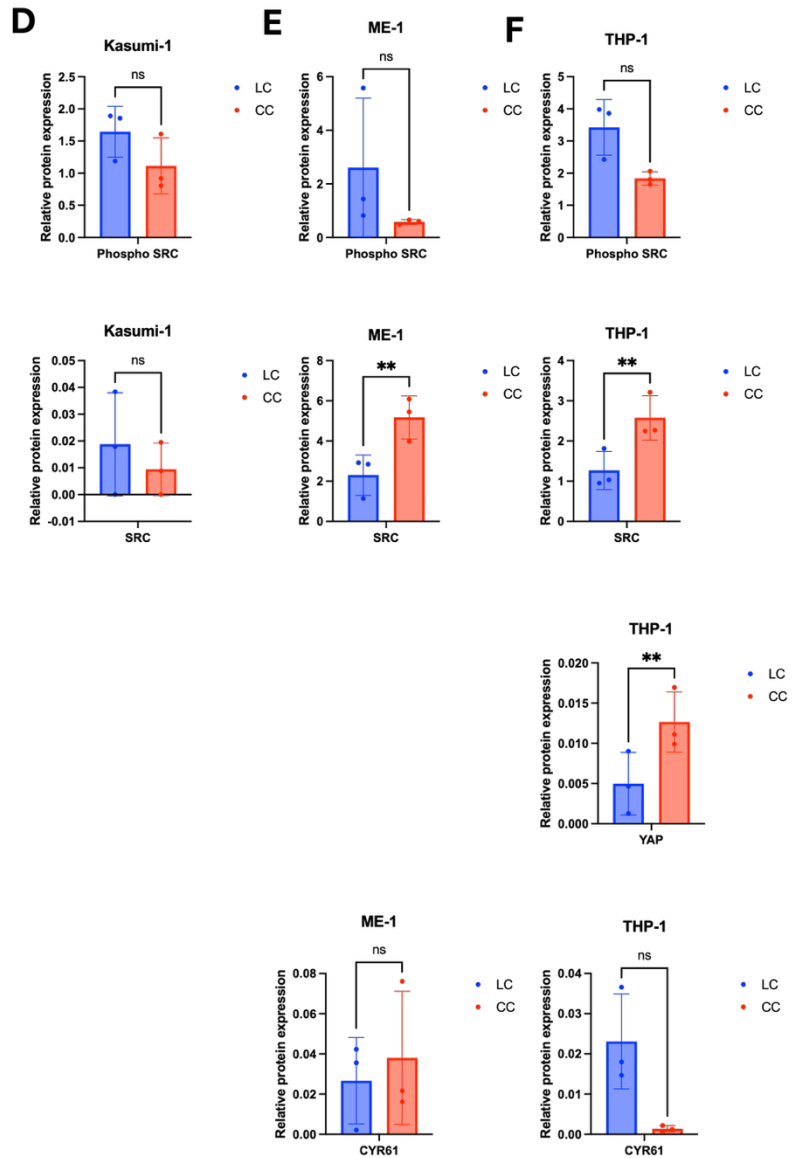 D
E
F
Kasumi-1
Relative protein expression
2.5
2.0
1.5
1.0
0.5
0.0
ns
LC
CC
Phospho SRC
ME-1
Relative protein expression
6
4
2
0
ns
LC
CC
Phospho SRC
THP-1
Relative protein expression
5
4
3
2
1
0
ns
LC
CC
Phospho SRC
Kasumi-1
Relative protein expression
0.05
0.04
0.03
0.02
0.01
0.00
-0.01
ns
LC
CC
SRC
ME-1
Relative protein expression
8
6
4
2
0
**
LC
CC
SRC
THP-1
Relative protein expression
4
3
2
1
0
**
LC
CC
SRC
THP-1
Relative protein expression
0.020
0.015
0.010
0.005
0.000
**
LC
CC
YAP
ME-1
Relative protein expression
0.08
0.06
0.04
0.02
0.00
ns
LC
CC
CYR61
THP-1
Relative protein expression
0.04
0.03
0.02
0.01
0.00
ns
LC
CC
CYR61